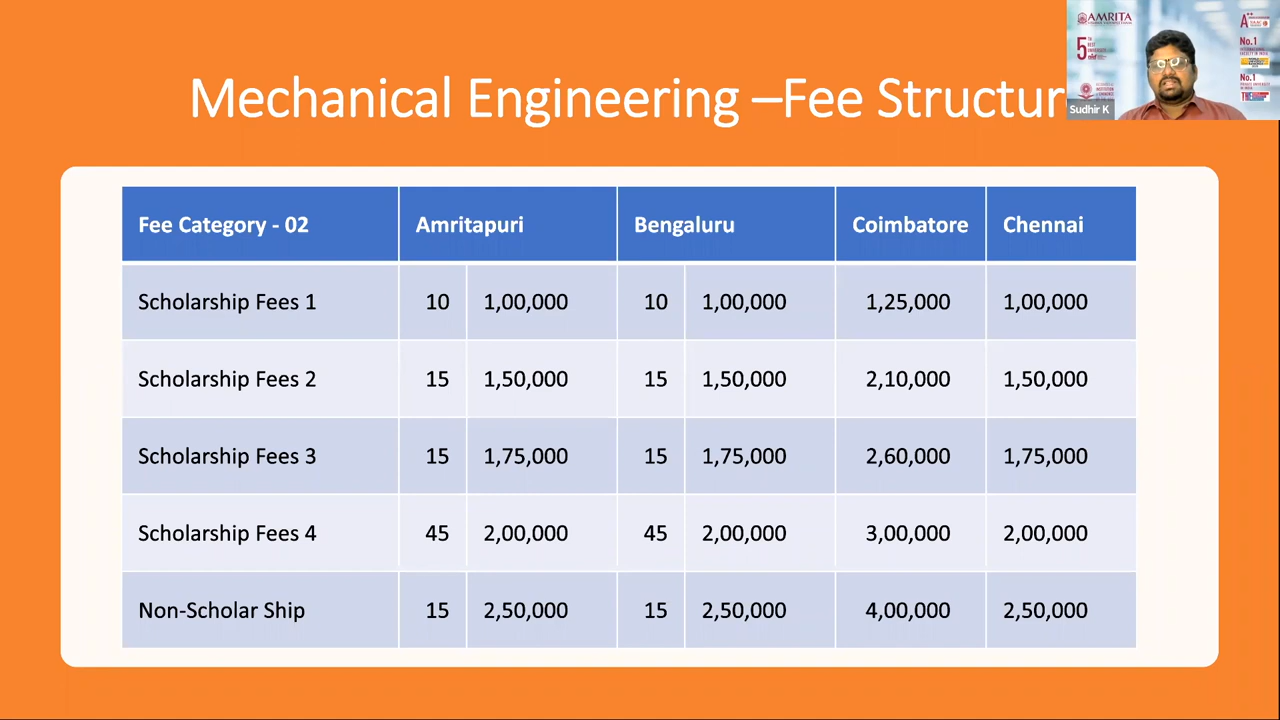 Mechanical Engineering –Fee Structur
AMRITA
5
TH
BEST
A++
No.1
No.1
Sudhir K
Fee Category - 02 Amritapuri Bengaluru Coimbatore Chennai
Scholarship Fees 1 10 1,00,000 10 1,00,000 1,25,000 1,00,000
Scholarship Fees 2 15 1,50,000 15 1,50,000 2,10,000 1,50,000
Scholarship Fees 3 15 1,75,000 15 1,75,000 2,60,000 1,75,000
Scholarship Fees 4 45 2,00,000 45 2,00,000 3,00,000 2,00,000
Non-Scholar Ship 15 2,50,000 15 2,50,000 4,00,000 2,50,000